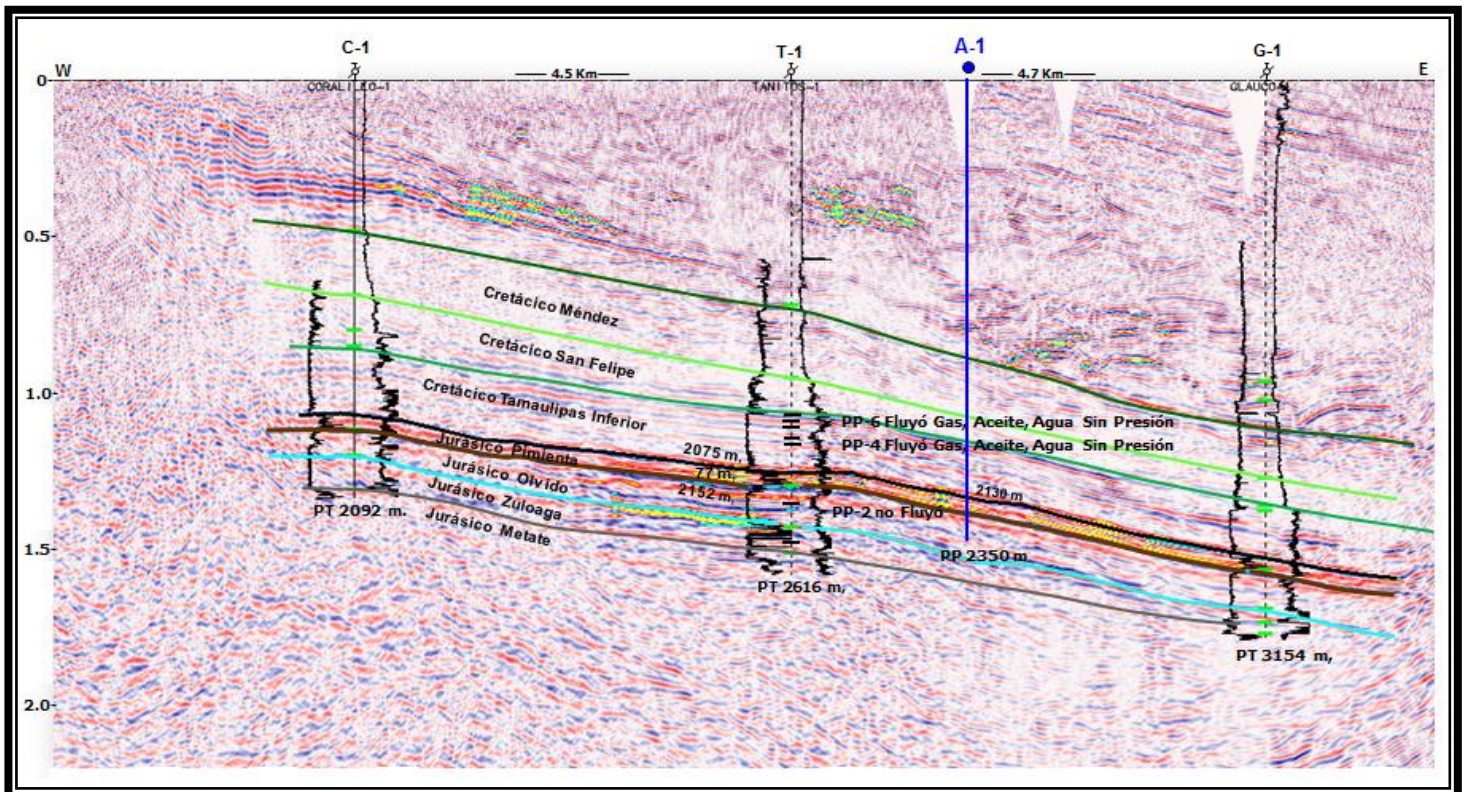 C-1
T-1
A-1
G-1
W
4.5 Km
4.7 Km
E
0
CORALILLO-1
TANITOS-1
0.5
Cretácico Méndez
Cretácico San Felipe
1.0
Cretácico Tamaulipas Inferior
PP-6 Fluyó Gas, Aceite, Agua Sin Presión
PP-4 Fluyó Gas, Aceite, Agua Sin Presión
2075 m,
Jurásico Pimienta
77 m,
Jurásico Olvido
2152 m,
2130 m
Jurásico Zuloaga
PP-2 no Fluyó
PT 2092 m.
Jurásico Metate
1.5
PP 2350 m
PT 2616 m,
PT 3154 m,
2.0